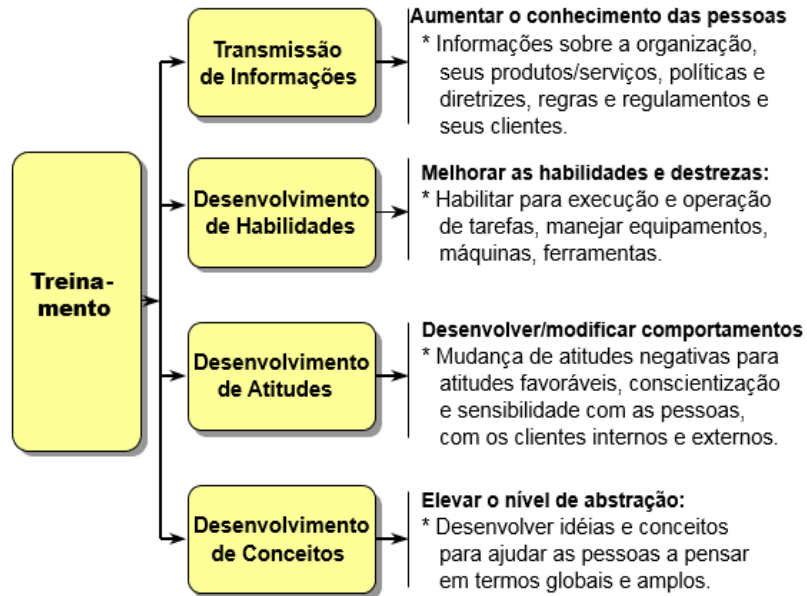 Treina-
mento
Transmissão
de Informações
Aumentar o conhecimento das pessoas
* Informações sobre a organização,
seus produtos/serviços, políticas e
diretrizes, regras e regulamentos e
seus clientes.
Desenvolvimento
de Habilidades
Melhorar as habilidades e destrezas:
* Habilitar para execução e operação
de tarefas, manejar equipamentos,
máquinas, ferramentas.
Desenvolvimento
de Atitudes
Desenvolver/modificar comportamentos
* Mudança de atitudes negativas para
atitudes favoráveis, conscientização
e sensibilidade com as pessoas,
com os clientes internos e externos.
Desenvolvimento
de Conceitos
Elevar o nível de abstração:
* Desenvolver idéias e conceitos
para ajudar as pessoas a pensar
em termos globais e amplos.